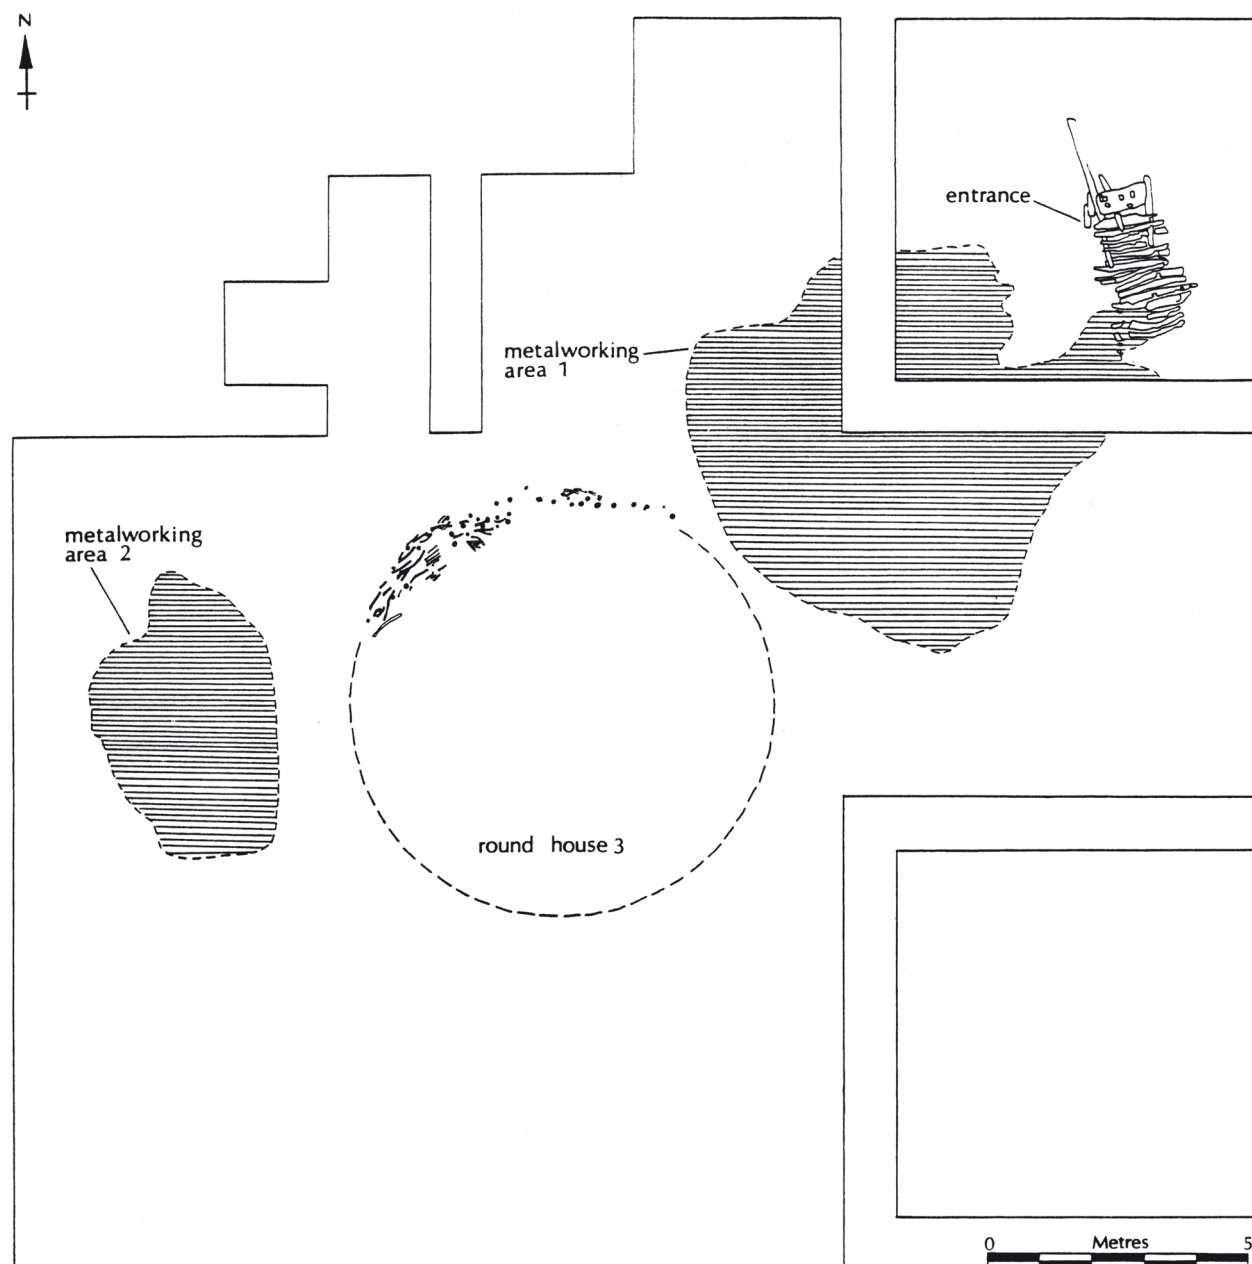 N
entrance
metalworking
area 1
metalworking
area 2
round house 3
0 Metres 5